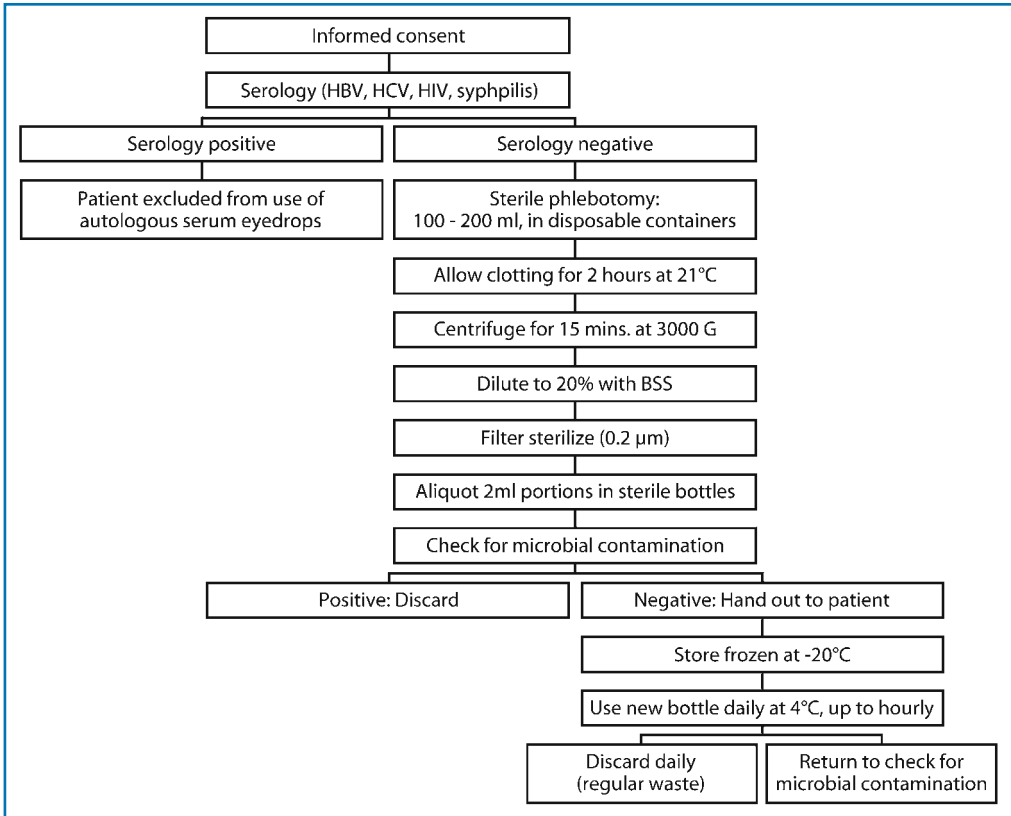 Informed consent
Serology (HBV, HCV, HIV, syphpilis)
Serology positive
Serology negative
Patient excluded from use of
autologous serum eyedrops
Sterile phlebotomy:
100 - 200 ml, in disposable containers
Allow clotting for 2 hours at 21°C
Centrifuge for 15 mins. at 3000 G
Dilute to 20% with BSS
Filter sterilize (0.2 µm)
Aliquot 2ml portions in sterile bottles
Check for microbial contamination
Positive: Discard
Negative: Hand out to patient
Store frozen at -20°C
Use new bottle daily at 4°C, up to hourly
Discard daily
(regular waste)
Return to check for
microbial contamination